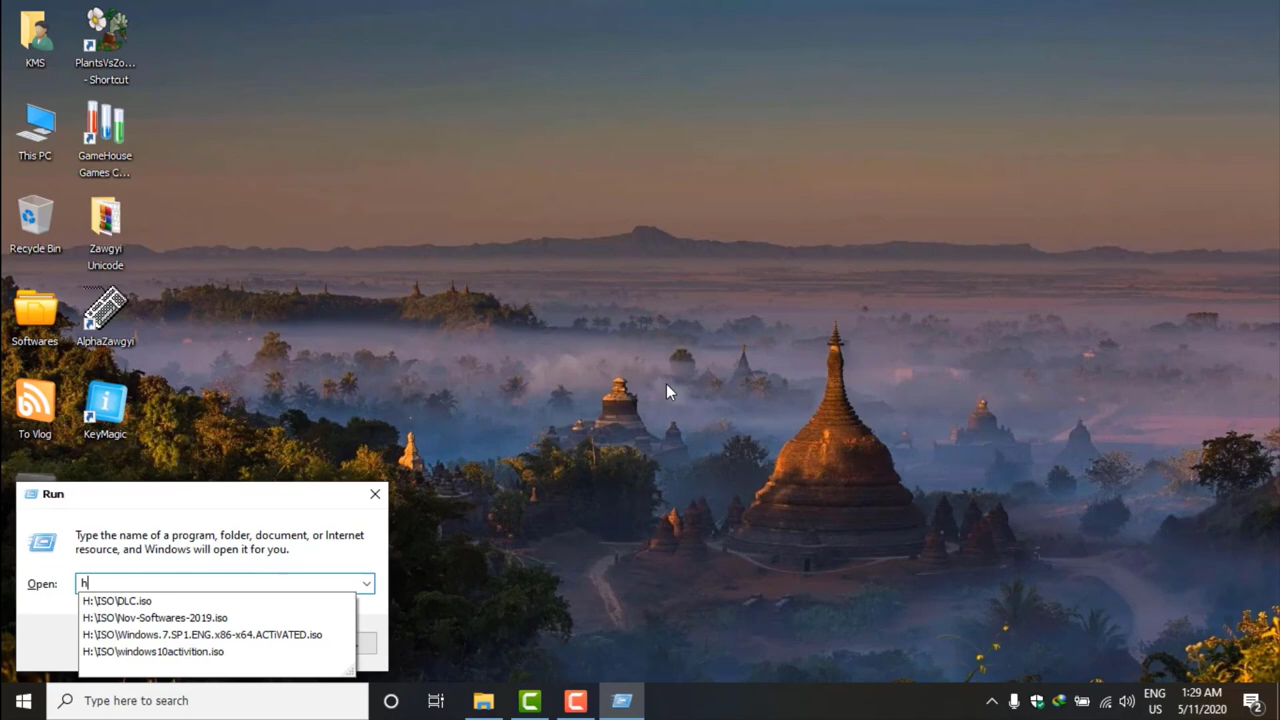 KMS
PlantsVsZo...
- Shortcut
This PC
GameHouse
Games C...
Recycle Bin
Zawgyi
Unicode
Softwares
AlphaZawgyi
To Vlog
KeyMagic
Run
Type the name of a program, folder, document, or Internet
resource, and Windows will open it for you.
Open:
h
H:\ISO\DLC.iso
H:\ISO\Nov-Softwares-2019.iso
H:\ISO\Windows.7.SP1.ENG.x86-x64.ACTiVATED.iso
H:\ISO\windows10activition.iso
Type here to search
ENG
US
1:29 AM
5/11/2020
2